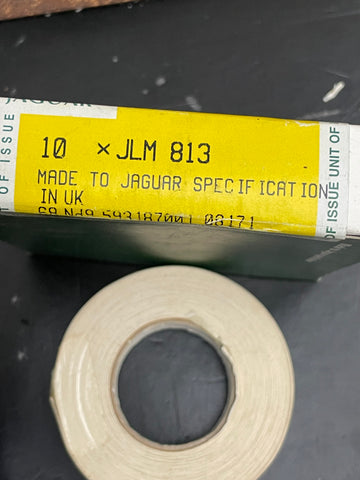 JAGUAR
10 × JLM 813
MADE TO JAGUAR SPECIFICATION
IN UK
OF ISSUE
OF ISSUE UNIT OF